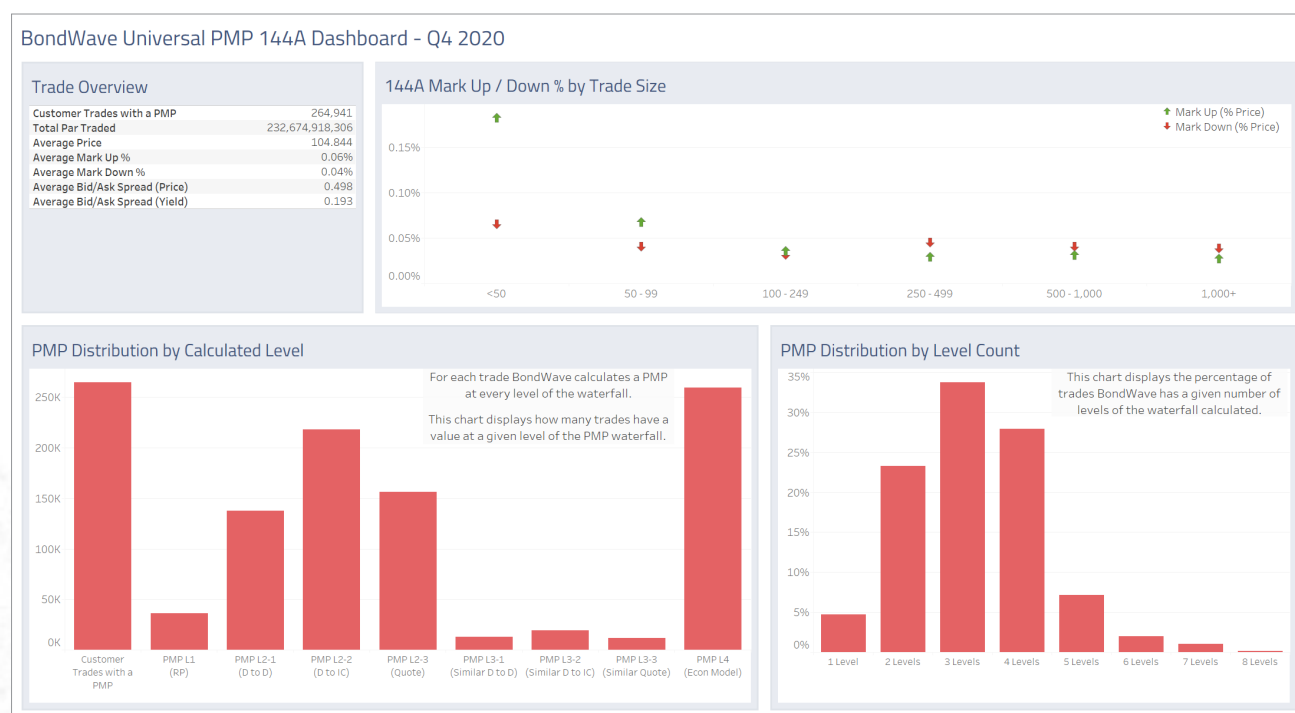 BondWave Universal PMP 144A Dashboard - Q4 2020
Trade Overview
Customer Trades with a PMP 264,941
Total Par Traded 232,674,918,306
Average Price 104.844
Average Mark Up % 0.06%
Average Mark Down % 0.04%
Average Bid/Ask Spread (Price) 0.498
Average Bid/Ask Spread (Yield) 0.193
144A Mark Up / Down % by Trade Size
Mark Up (% Price)
Mark Down (% Price)
0.15%
0.10%
0.05%
0.00%
<50 50 - 99 100 - 249 250 - 499 500 - 1,000 1,000+
PMP Distribution by Calculated Level
For each trade BondWave calculates a PMP
at every level of the waterfall.
This chart displays how many trades have a
value at a given level of the PMP waterfall.
250K
200K
150K
100K
50K
0K
Customer Trades with a PMP
PMP L1 (RP)
PMP L2-1 (D to D)
PMP L2-2 (D to IC)
PMP L2-3 (Quote)
PMP L3-1 (Similar D to D)
PMP L3-2 (Similar D to IC)
PMP L3-3 (Similar Quote)
PMP L4 (Econ Model)
PMP Distribution by Level Count
This chart displays the percentage of
trades BondWave has a given number of
levels of the waterfall calculated.
35%
30%
25%
20%
15%
10%
5%
0%
1 Level 2 Levels 3 Levels 4 Levels 5 Levels 6 Levels 7 Levels 8 Levels